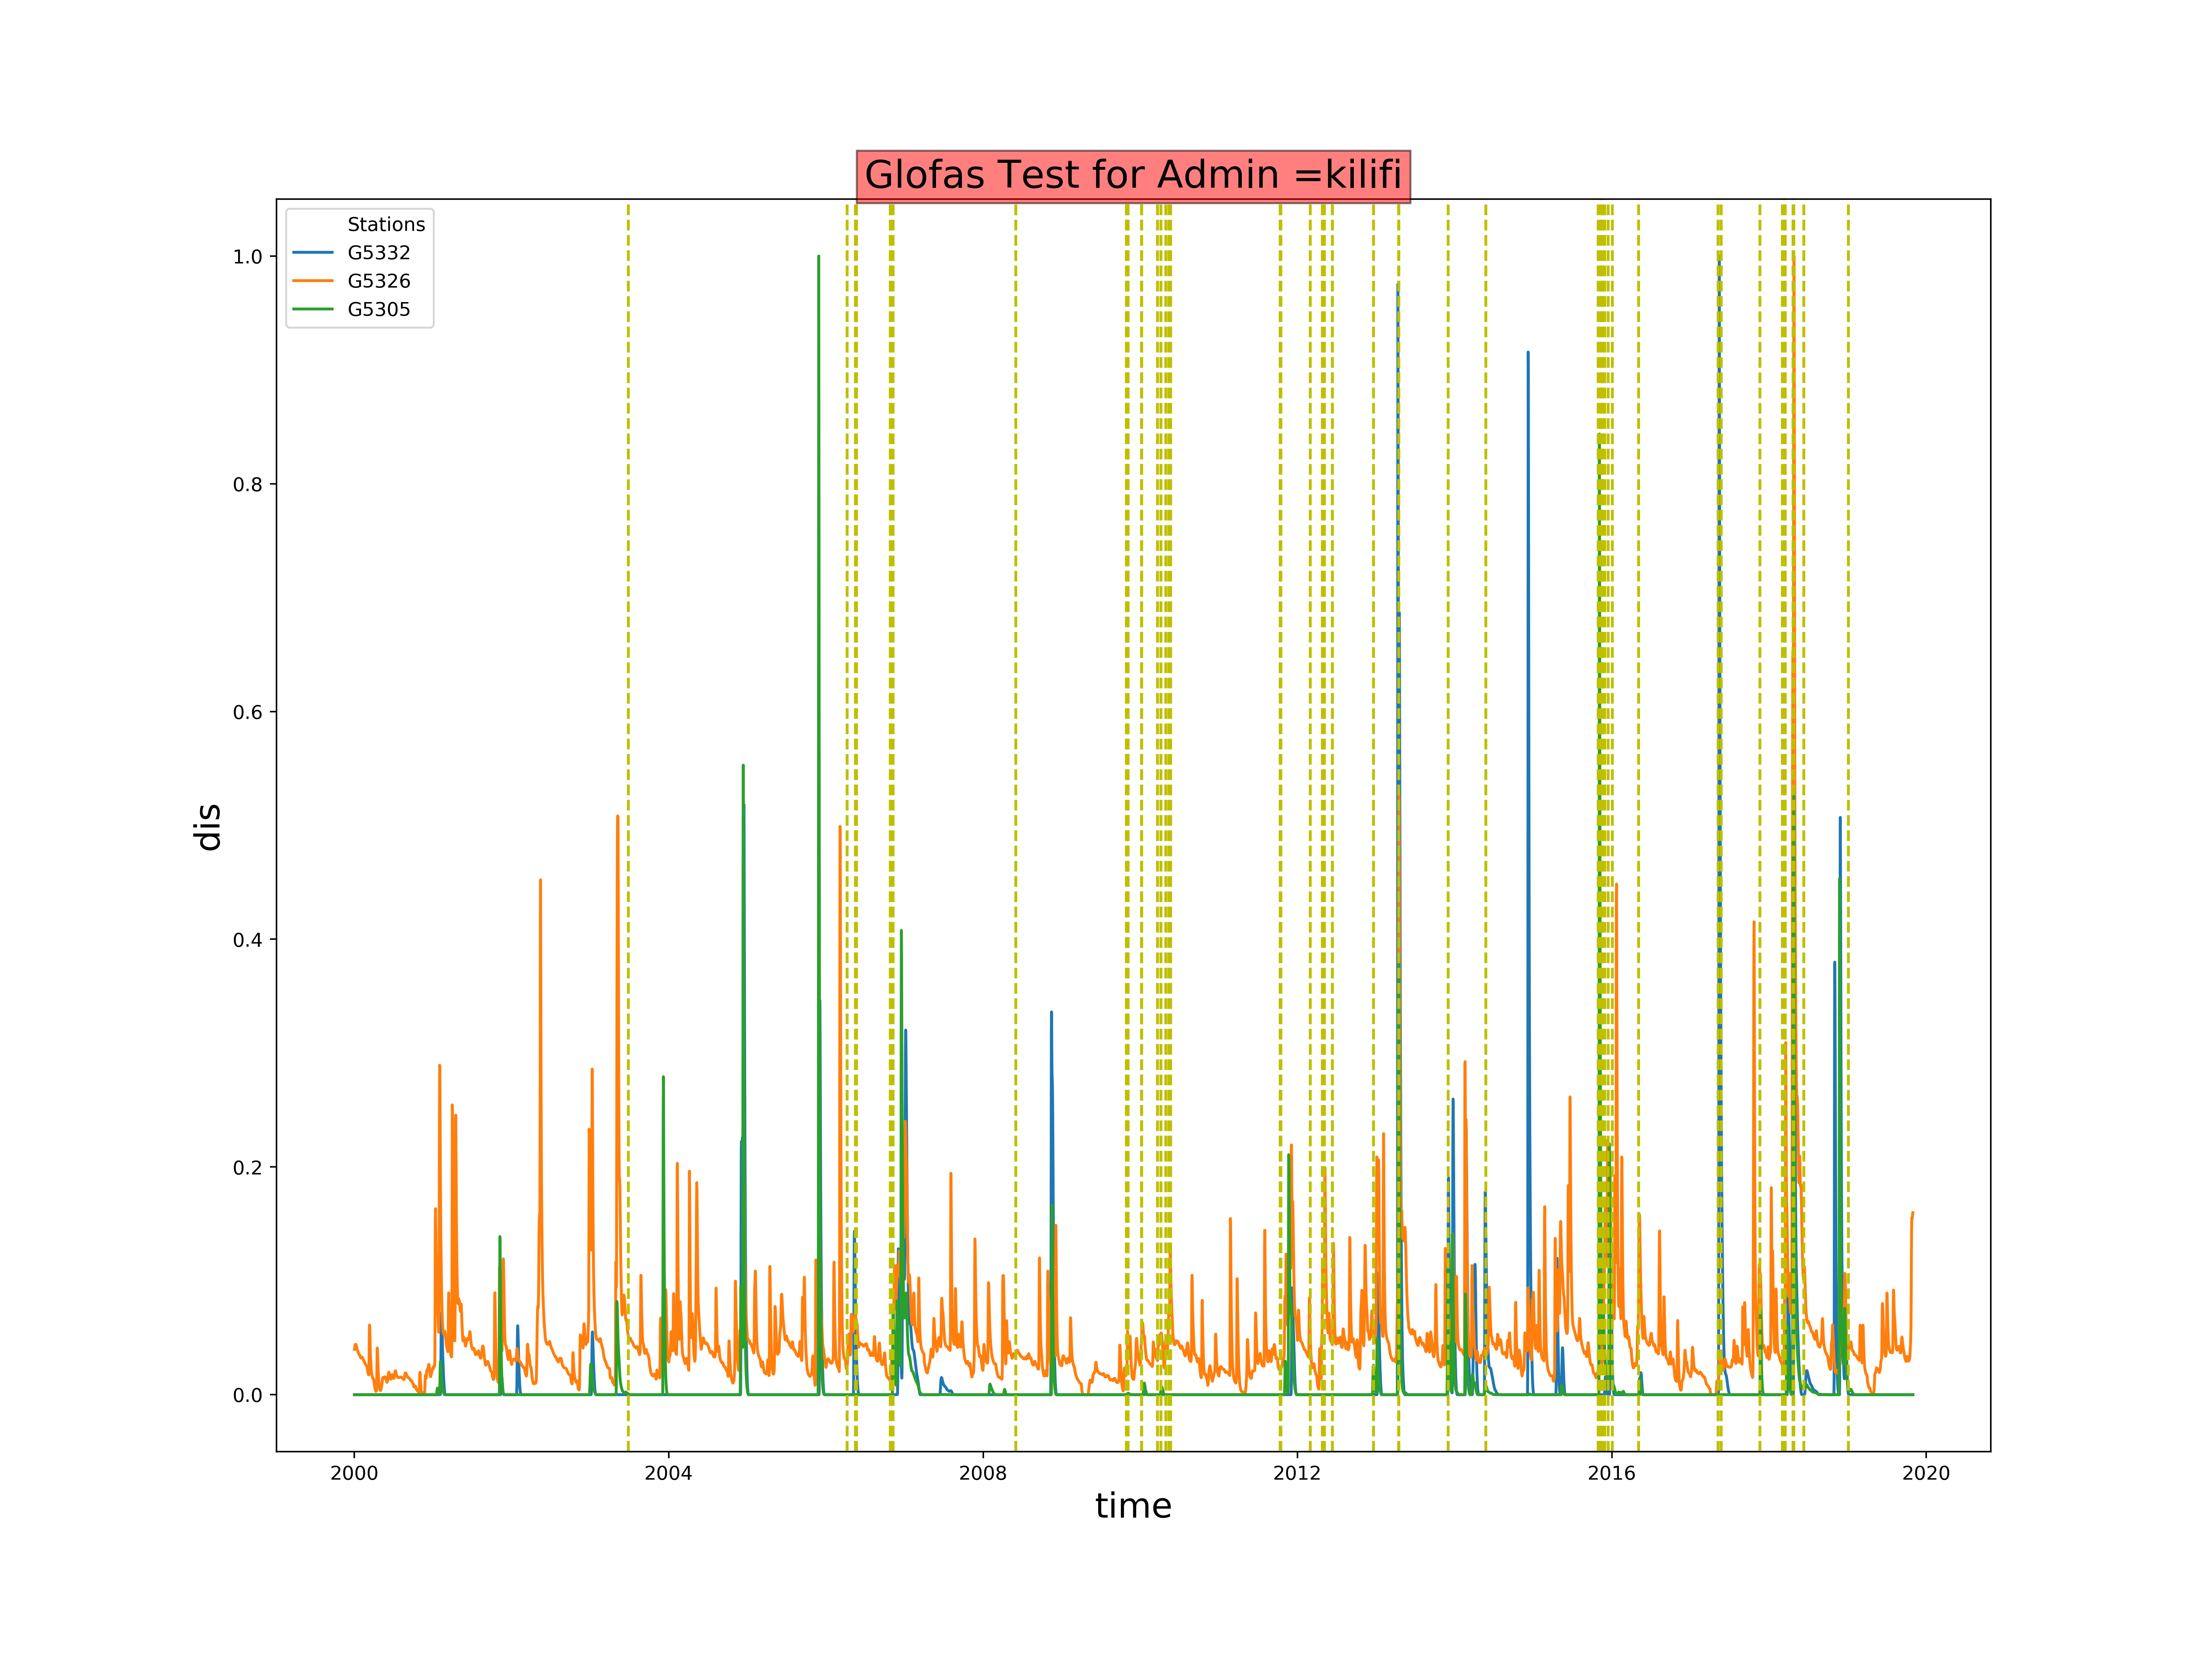 Glofas Test for Admin =kilifi
Stations
G5332
G5326
G5305
1.0
0.8
0.6
0.4
0.2
0.0
dis
2000
2004
2008
2012
2016
2020
time